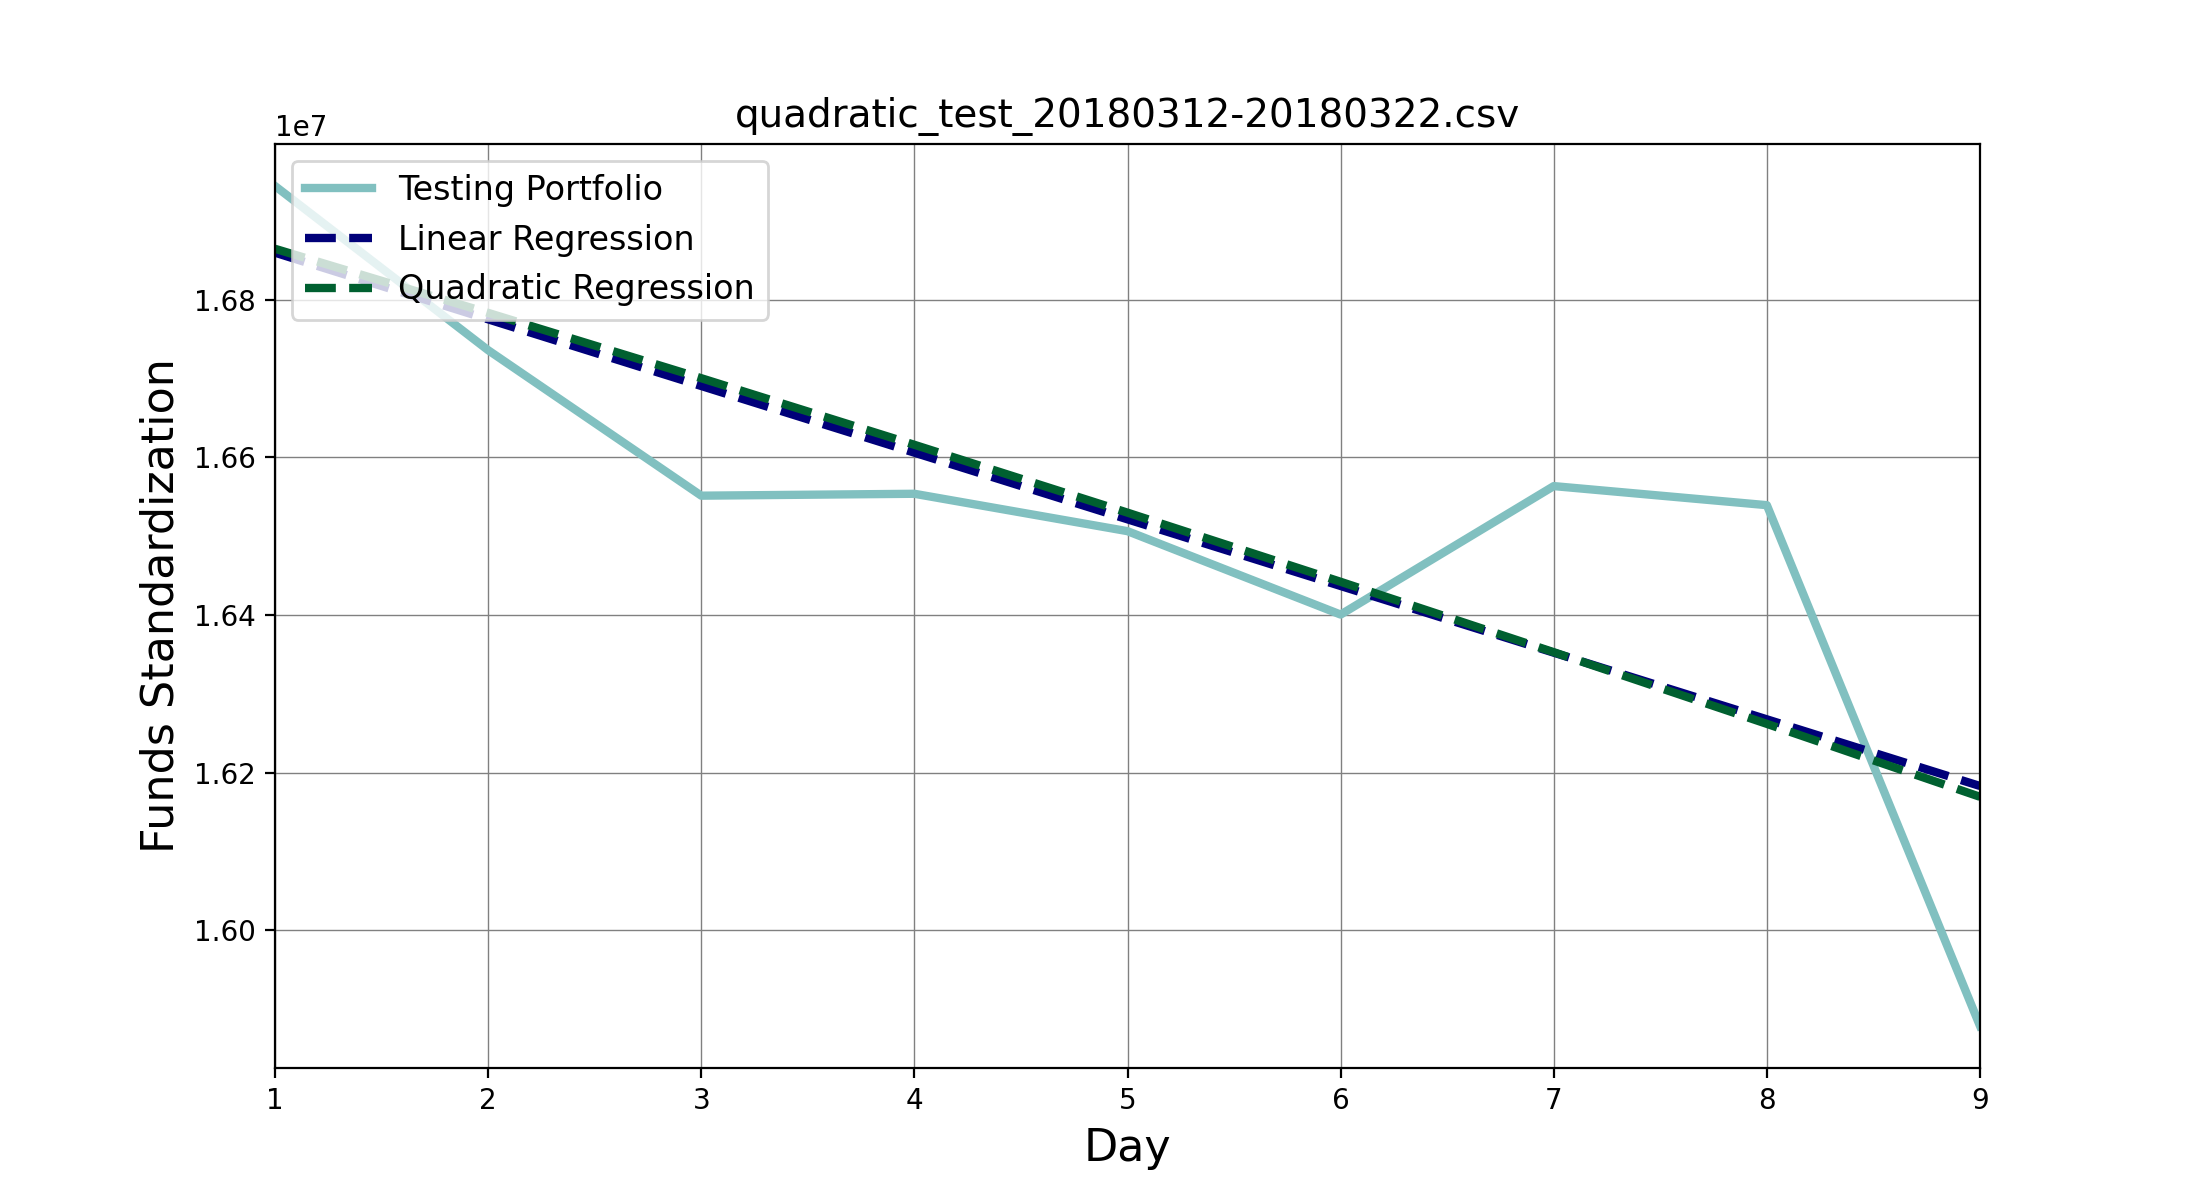 quadratic_test_20180312-20180322.csv
1e7
Testing Portfolio
Linear Regression
Quadratic Regression
Funds Standardization
1.68
1.66
1.64
1.62
1.60
1 2 3 4 5 6 7 8 9
Day